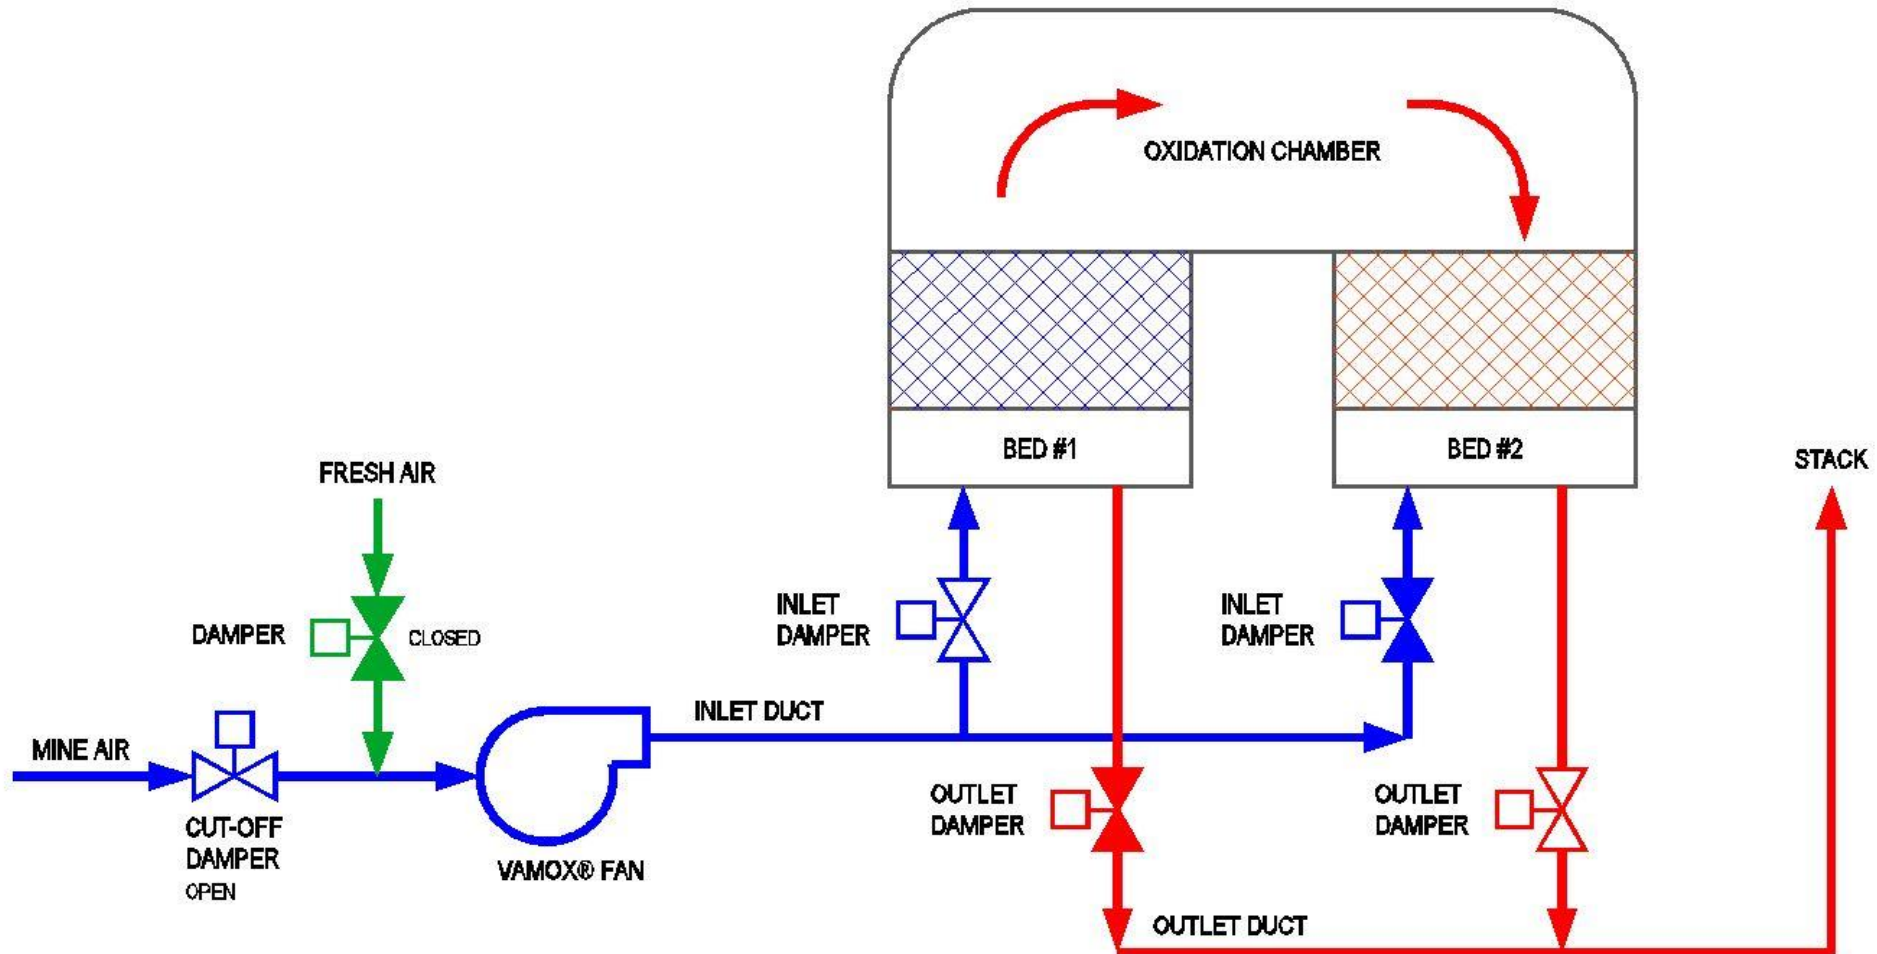 OXIDATION CHAMBER
BED #1
BED #2
FRESH AIR
STACK
DAMPER
CLOSED
INLET
DAMPER
INLET
DAMPER
INLET DUCT
MINE AIR
CUT-OFF
DAMPER
OPEN
VAMOX® FAN
OUTLET
DAMPER
OUTLET
DAMPER
OUTLET DUCT